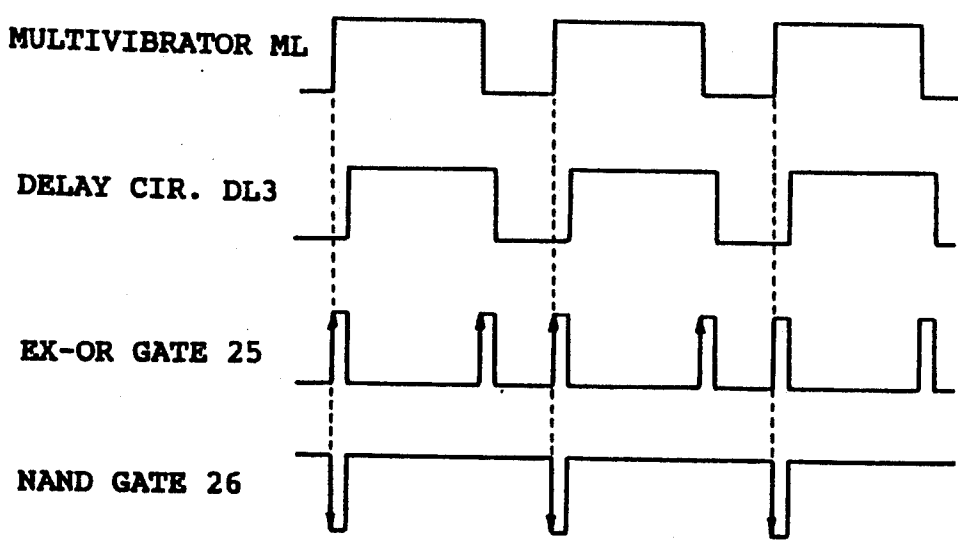 MULTIVIBRATOR ML
DELAY CIR. DL3
EX-OR GATE 25
NAND GATE 26